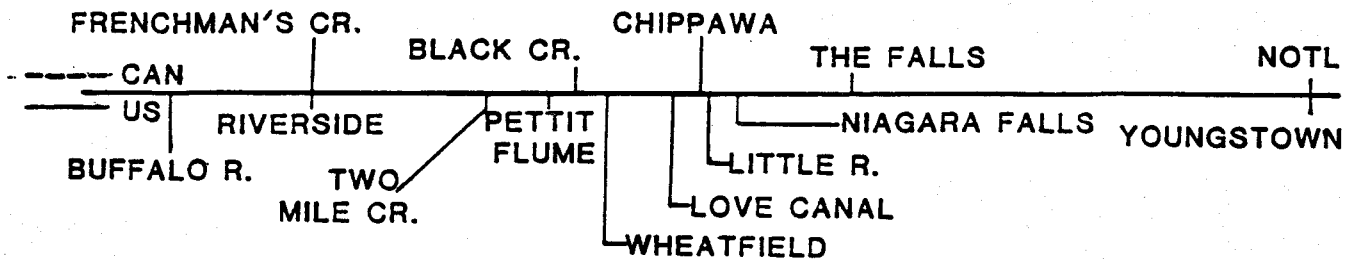 FRENCHMAN'S CR.
CHIPPAWA
BLACK CR.
THE FALLS
NOTL
CAN
US
RIVERSIDE
PETTIT
FLUME
NIAGARA FALLS
YOUNGSTOWN
BUFFALO R.
TWO
MILE CR.
LITTLE R.
LOVE CANAL
WHEATFIELD